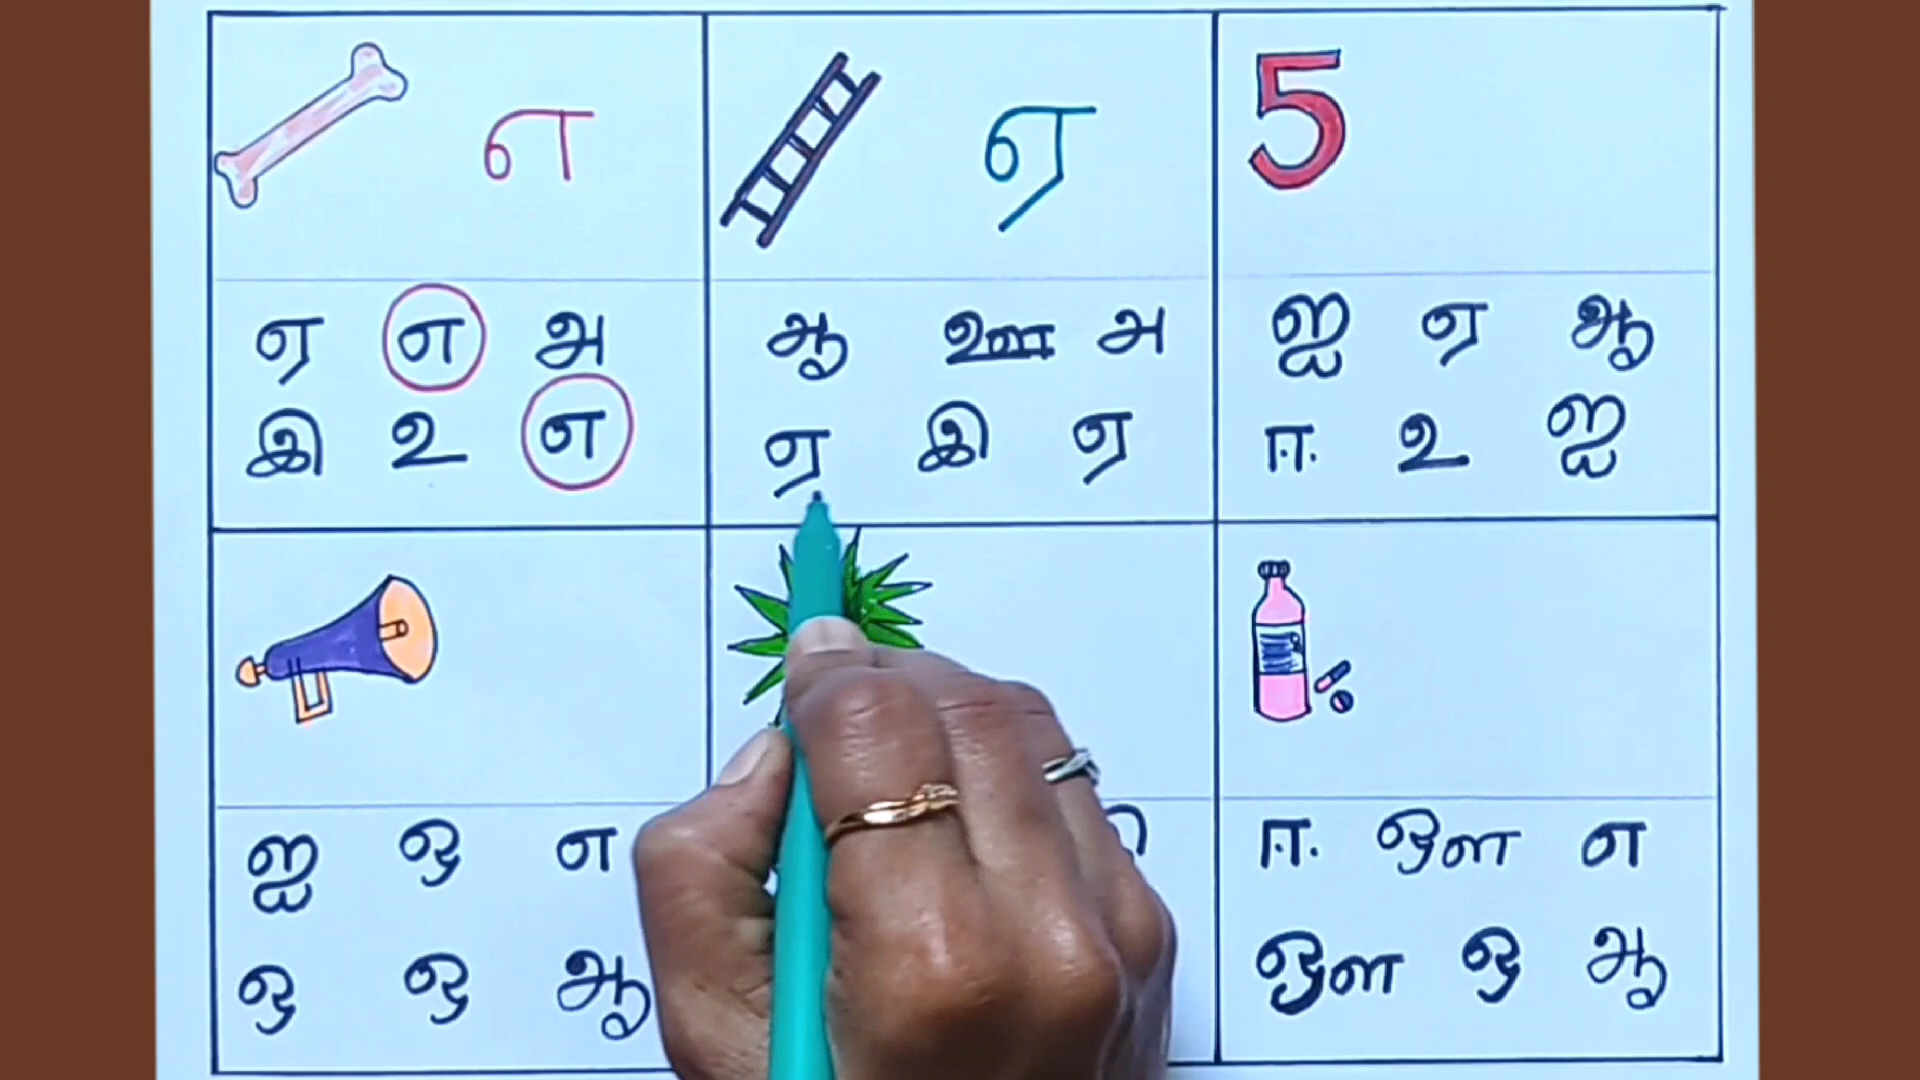 எ ஏ 5
ஏ எ அ ஆ ஊ அ ஐ ஏ ஆ
இ உ எ ஏ இ ஏ ஈ உ ஐ
ஐ ஒ எ ஈ ஔ எ
ஒ ஒ ஆ ஔ ஒ ஆ